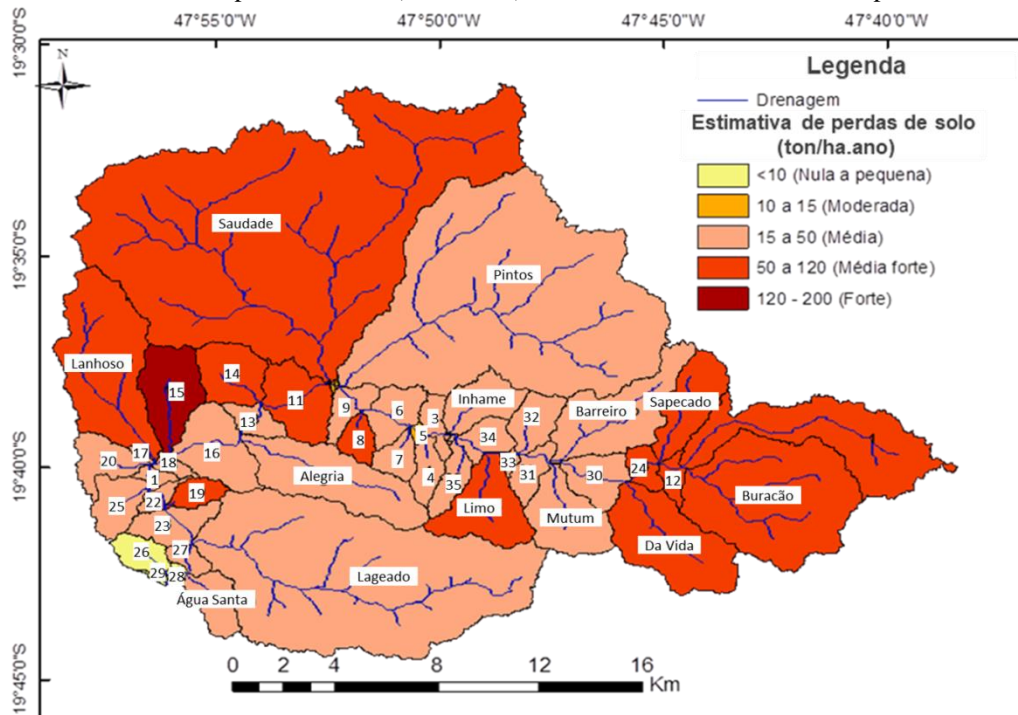 47°55'0"W 47°50'0"W 47°45'0"W 47°40'0"W
19°30'0"S
N
Legenda
Drenagem
Estimativa de perdas de solo
(ton/ha.ano)
<10 (Nula a pequena)
10 a 15 (Moderada)
15 a 50 (Média)
50 a 120 (Média forte)
120 - 200 (Forte)
Saudade
19°35'0"S
Pintos
Lanhoso
14
15
11
9
6
3
Inhame
32
Barreiro
Sapecado
13
8
5
34
17
20
18
16
7
33
19°40'0"S
Alegria
4
35
31
30
24
12
1
19
25
22
Limo
Mutum
Buracão
23
Da Vida
26
27
29
28
Lageado
Água Santa
0 2 4 8 12 16
Km
19°45'0"S